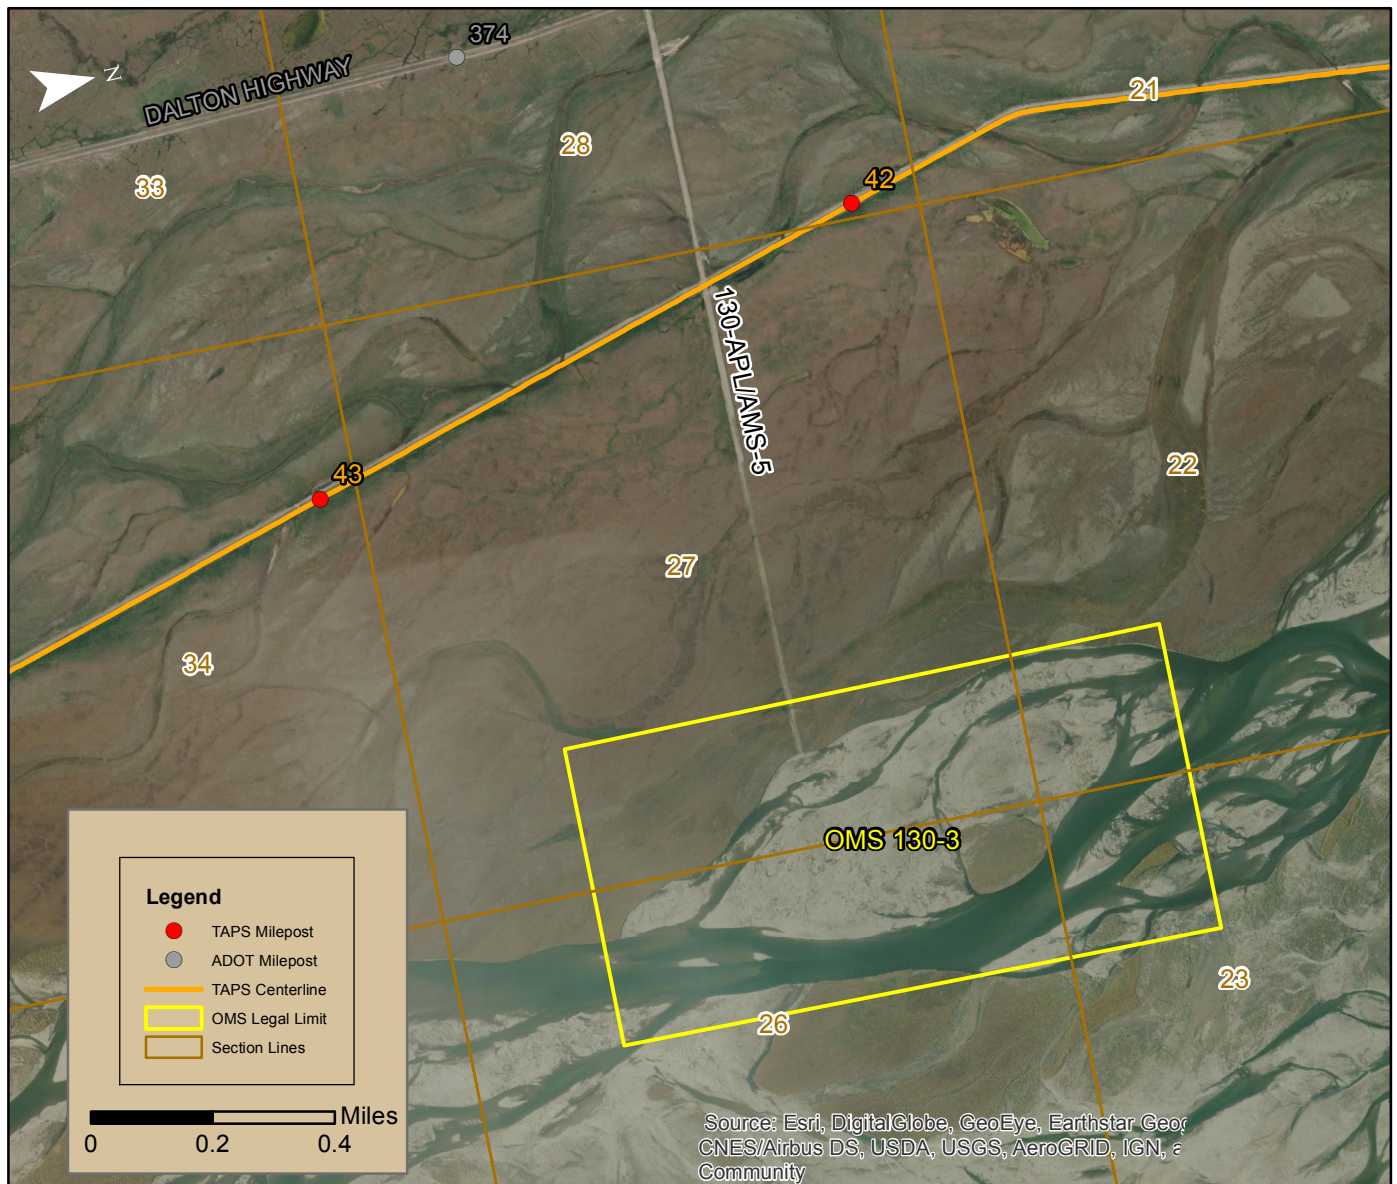 374
N
DALTON HIGHWAY
21
28
33
42
130-APL/AMS-5
43
22
27
34
OMS 130-3
23
26
Legend
TAPS Milepost
ADOT Milepost
TAPS Centerline
OMS Legal Limit
Section Lines
Miles
0 0.2 0.4
Source: Esri, DigitalGlobe, GeoEye, Earthstar Geog
CNES/Airbus DS, USDA, USGS, AeroGRID, IGN, a
Community